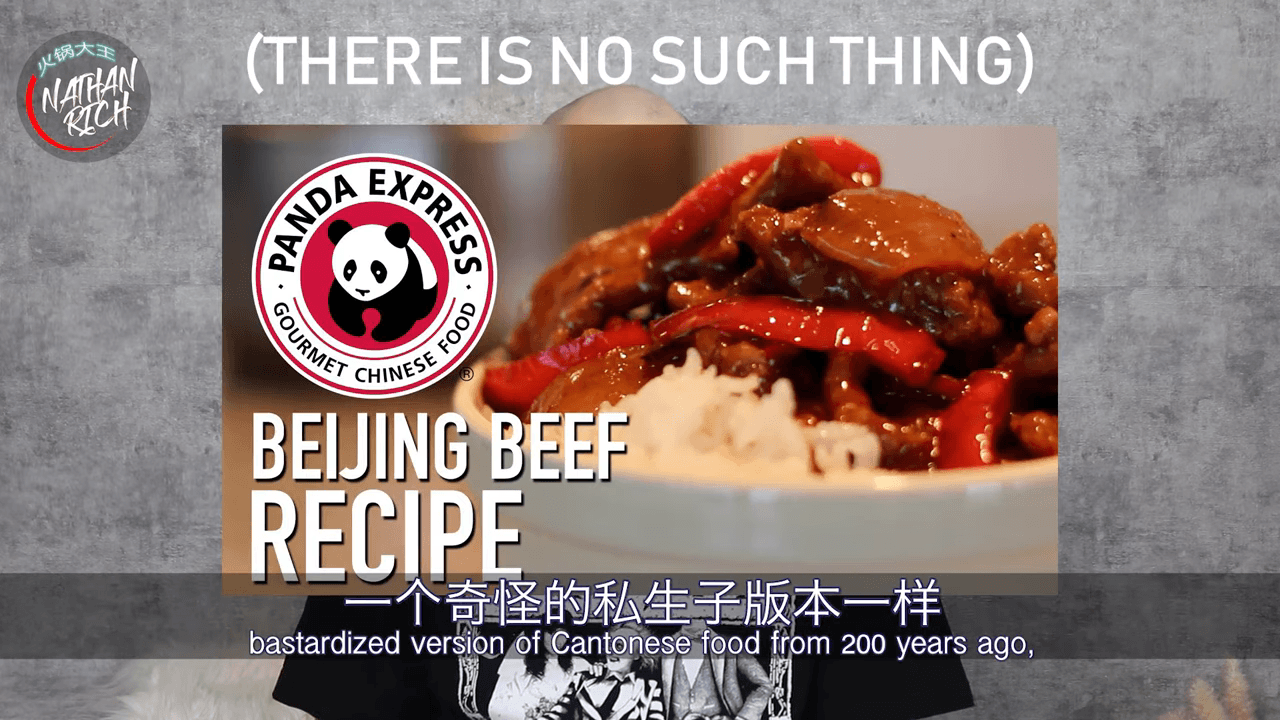 (THERE IS NO SUCH THING)
火锅大王
NATHAN
RICH
PANDA EXPRESS
GOURMET CHINESE FOOD
®
BEIJING BEEF
RECIPE
一个奇怪的私生子版本一样
bastardized version of Cantonese food from 200 years ago,